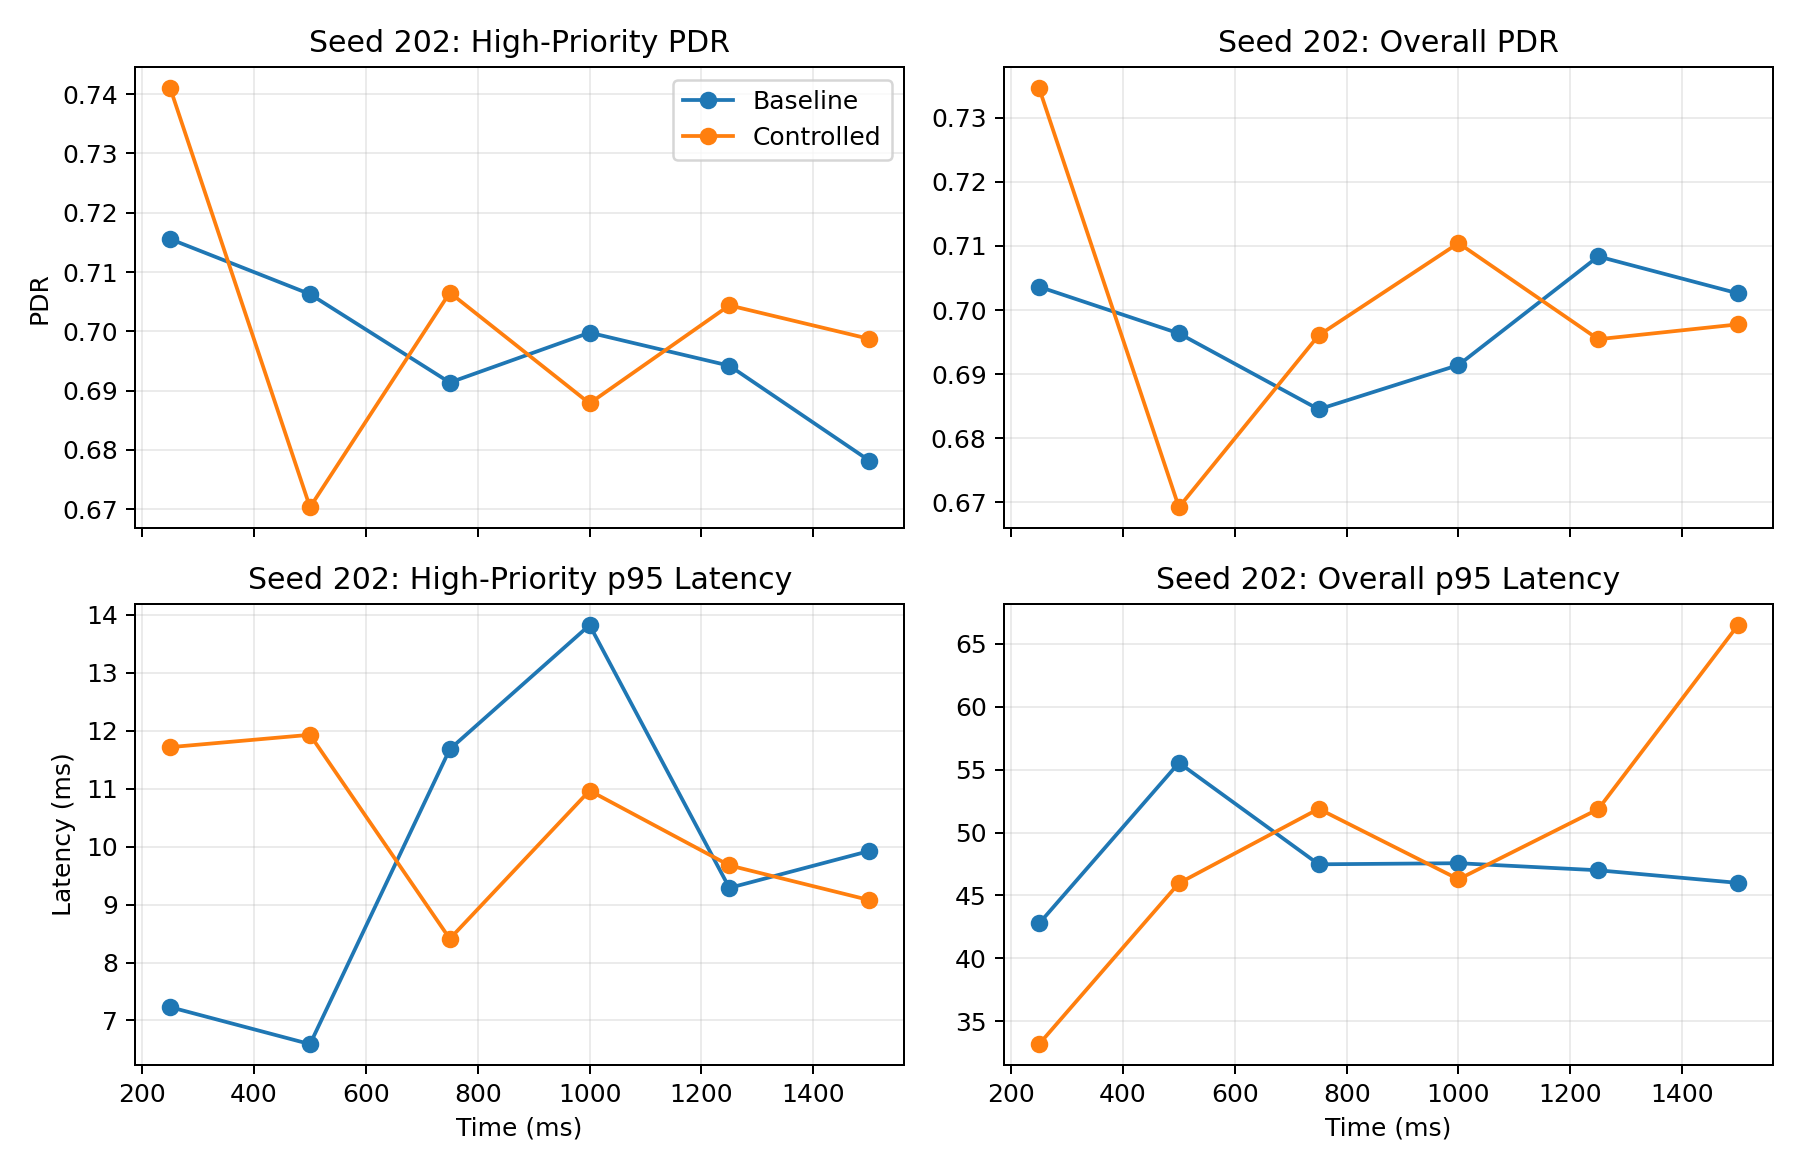 Seed 202: High-Priority PDR
PDR
0.74
0.73
0.72
0.71
0.70
0.69
0.68
0.67
Baseline
Controlled
Seed 202: Overall PDR
0.73
0.72
0.71
0.70
0.69
0.68
0.67
Seed 202: High-Priority p95 Latency
Latency (ms)
14
13
12
11
10
9
8
7
200 400 600 800 1000 1200 1400
Time (ms)
Seed 202: Overall p95 Latency
65
60
55
50
45
40
35
200 400 600 800 1000 1200 1400
Time (ms)